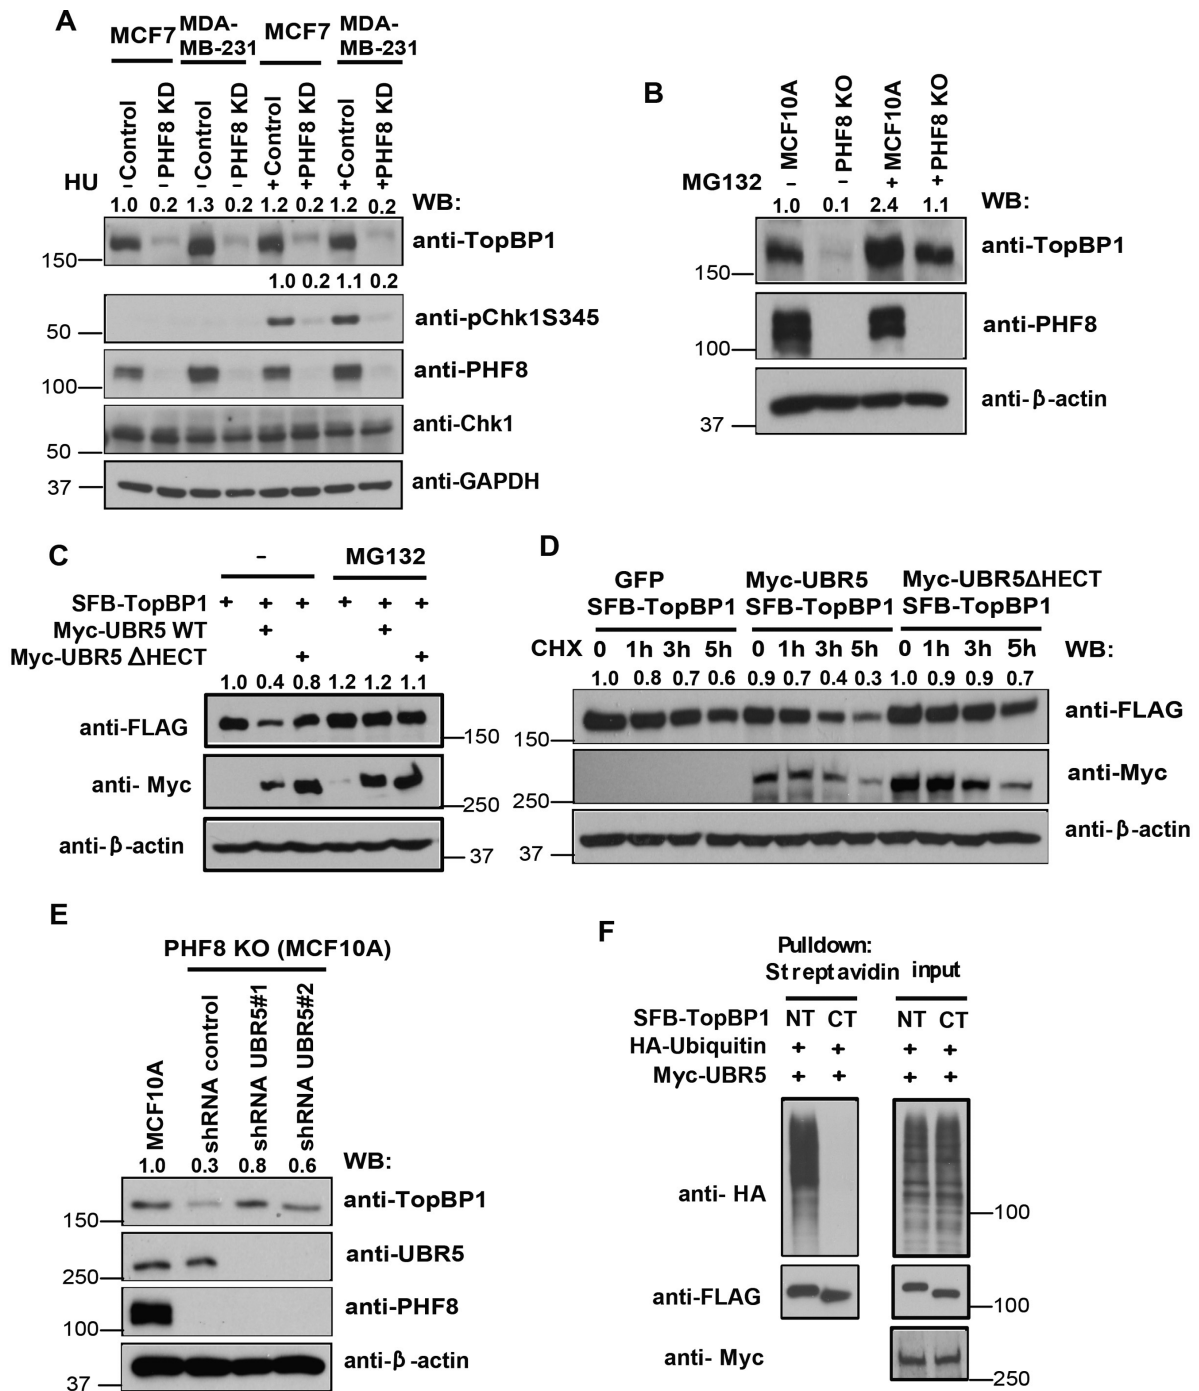 A
MCF7 MDA-MB-231 MCF7 MDA-MB-231
Control PHF8 KD Control PHF8 KD Control PHF8 KD Control PHF8 KD
HU – – – – + + + +
1.0 0.2 1.3 0.2 1.2 0.2 1.2 0.2 WB:
150 anti-TopBP1
1.0 0.2 1.1 0.2
50 anti-pChk1S345
100 anti-PHF8
50 anti-Chk1
37 anti-GAPDH
B
MCF10A PHF8 KO MCF10A PHF8 KO
MG132 – – + +
1.0 0.1 2.4 1.1 WB:
150 anti-TopBP1
100 anti-PHF8
37 anti-β-actin
C
– MG132
SFB-TopBP1 + + + + + +
Myc-UBR5 WT + +
Myc-UBR5 ΔHECT + +
1.0 0.4 0.8 1.2 1.2 1.1
anti-FLAG 150
anti- Myc 250
anti-β-actin 37
D
GFP Myc-UBR5 Myc-UBR5ΔHECT
SFB-TopBP1 SFB-TopBP1 SFB-TopBP1
CHX 0 1h 3h 5h 0 1h 3h 5h 0 1h 3h 5h WB:
1.0 0.8 0.7 0.6 0.9 0.7 0.4 0.3 1.0 0.9 0.9 0.7
150 anti-FLAG
250 anti-Myc
37 anti-β-actin
E
PHF8 KO (MCF10A)
MCF10A shRNA control shRNA UBR5#1 shRNA UBR5#2
1.0 0.3 0.8 0.6 WB:
150 anti-TopBP1
250 anti-UBR5
100 anti-PHF8
37 anti-β-actin
F
Pulldown:
Streptavidin input
SFB-TopBP1 NT CT NT CT
HA-Ubiquitin + + + +
Myc-UBR5 + + + +
anti- HA 100
anti-FLAG 100
anti- Myc 250